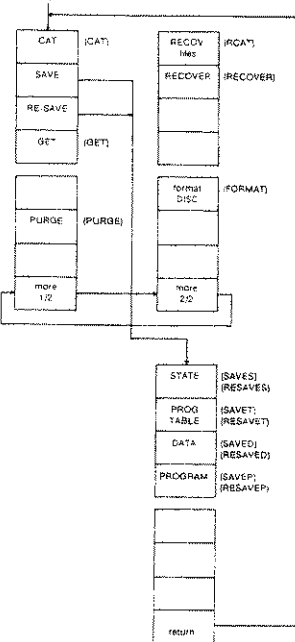 CAT (CAT)
SAVE
RE-SAVE
GET (GET)
PURGE (PURGE)
more
1/2
RECOV
files (RCAT)
RECOVER (RECOVER)
format
DISC (FORMAT)
more
2/2
STATE (SAVES)
(RESAVES)
PROG
TABLE (SAVET)
(RESAVET)
DATA (SAVED)
(RESAVED)
PROGRAM (SAVEP)
(RESAVEP)
return